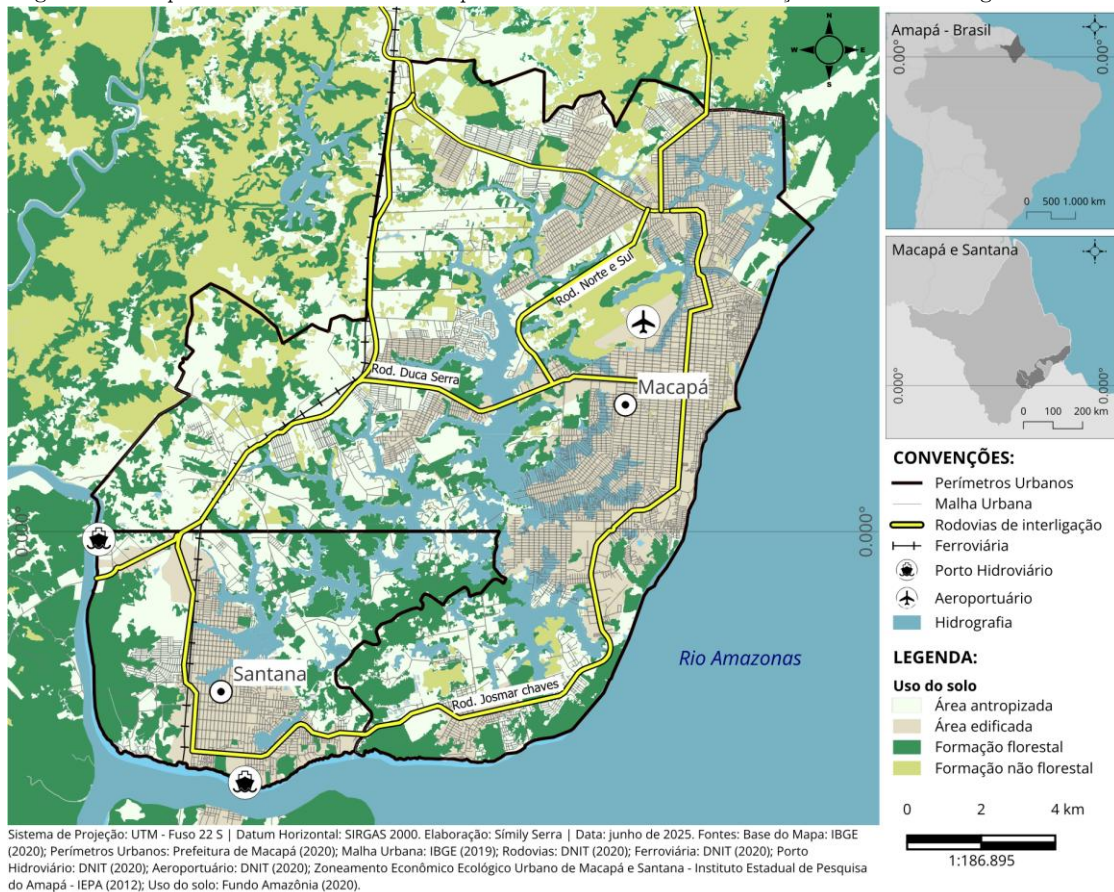 N
W
E
S
Rod. Norte e Sul
Rod. Duca Serra
Macapá
0.000°
0.000°
Santana
Rod. Josmar chaves
Rio Amazonas
Amapá - Brasil
0.000°
0.000°
0 500 1.000 km
Macapá e Santana
0.000°
0.000°
0 100 200 km
CONVENÇÕES:
Perímetros Urbanos
Malha Urbana
Rodovias de interligação
Ferroviária
Porto Hidroviário
Aeroportuário
Hidrografia
LEGENDA:
Uso do solo
Área antropizada
Área edificada
Formação florestal
Formação não florestal
0 2 4 km
1:186.895
Sistema de Projeção: UTM - Fuso 22 S | Datum Horizontal: SIRGAS 2000. Elaboração: Símily Serra | Data: junho de 2025. Fontes: Base do Mapa: IBGE
(2020); Perímetros Urbanos: Prefeitura de Macapá (2020); Malha Urbana: IBGE (2019); Rodovias: DNIT (2020); Ferroviária: DNIT (2020); Porto
Hidroviário: DNIT (2020); Aeroportuário: DNIT (2020); Zoneamento Econômico Ecológico Urbano de Macapá e Santana - Instituto Estadual de Pesquisa
do Amapá - IEPA (2012); Uso do solo: Fundo Amazônia (2020).